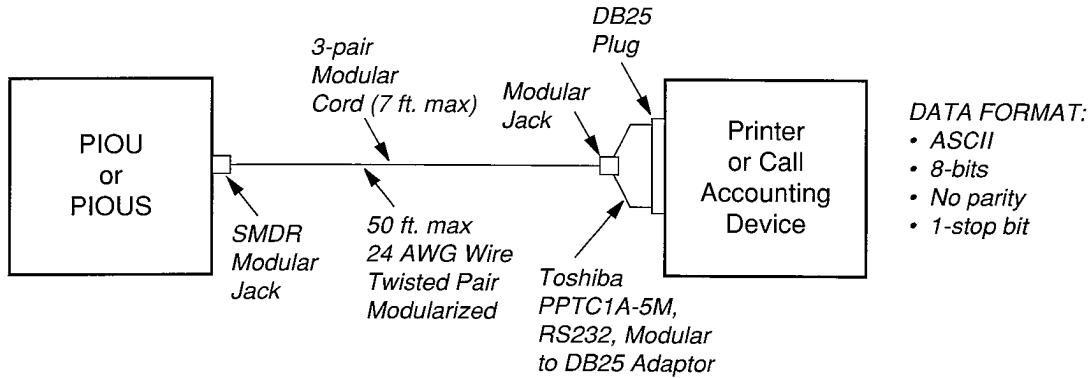 PIOU
or
PIOUS
SMDR
Modular
Jack
3-pair
Modular
Cord (7 ft. max)
50 ft. max
24 AWG Wire
Twisted Pair
Modularized
Modular
Jack
DB25
Plug
Toshiba
PPTC1A-5M,
RS232, Modular
to DB25 Adaptor
Printer
or Call
Accounting
Device
DATA FORMAT:
• ASCII
• 8-bits
• No parity
• 1-stop bit